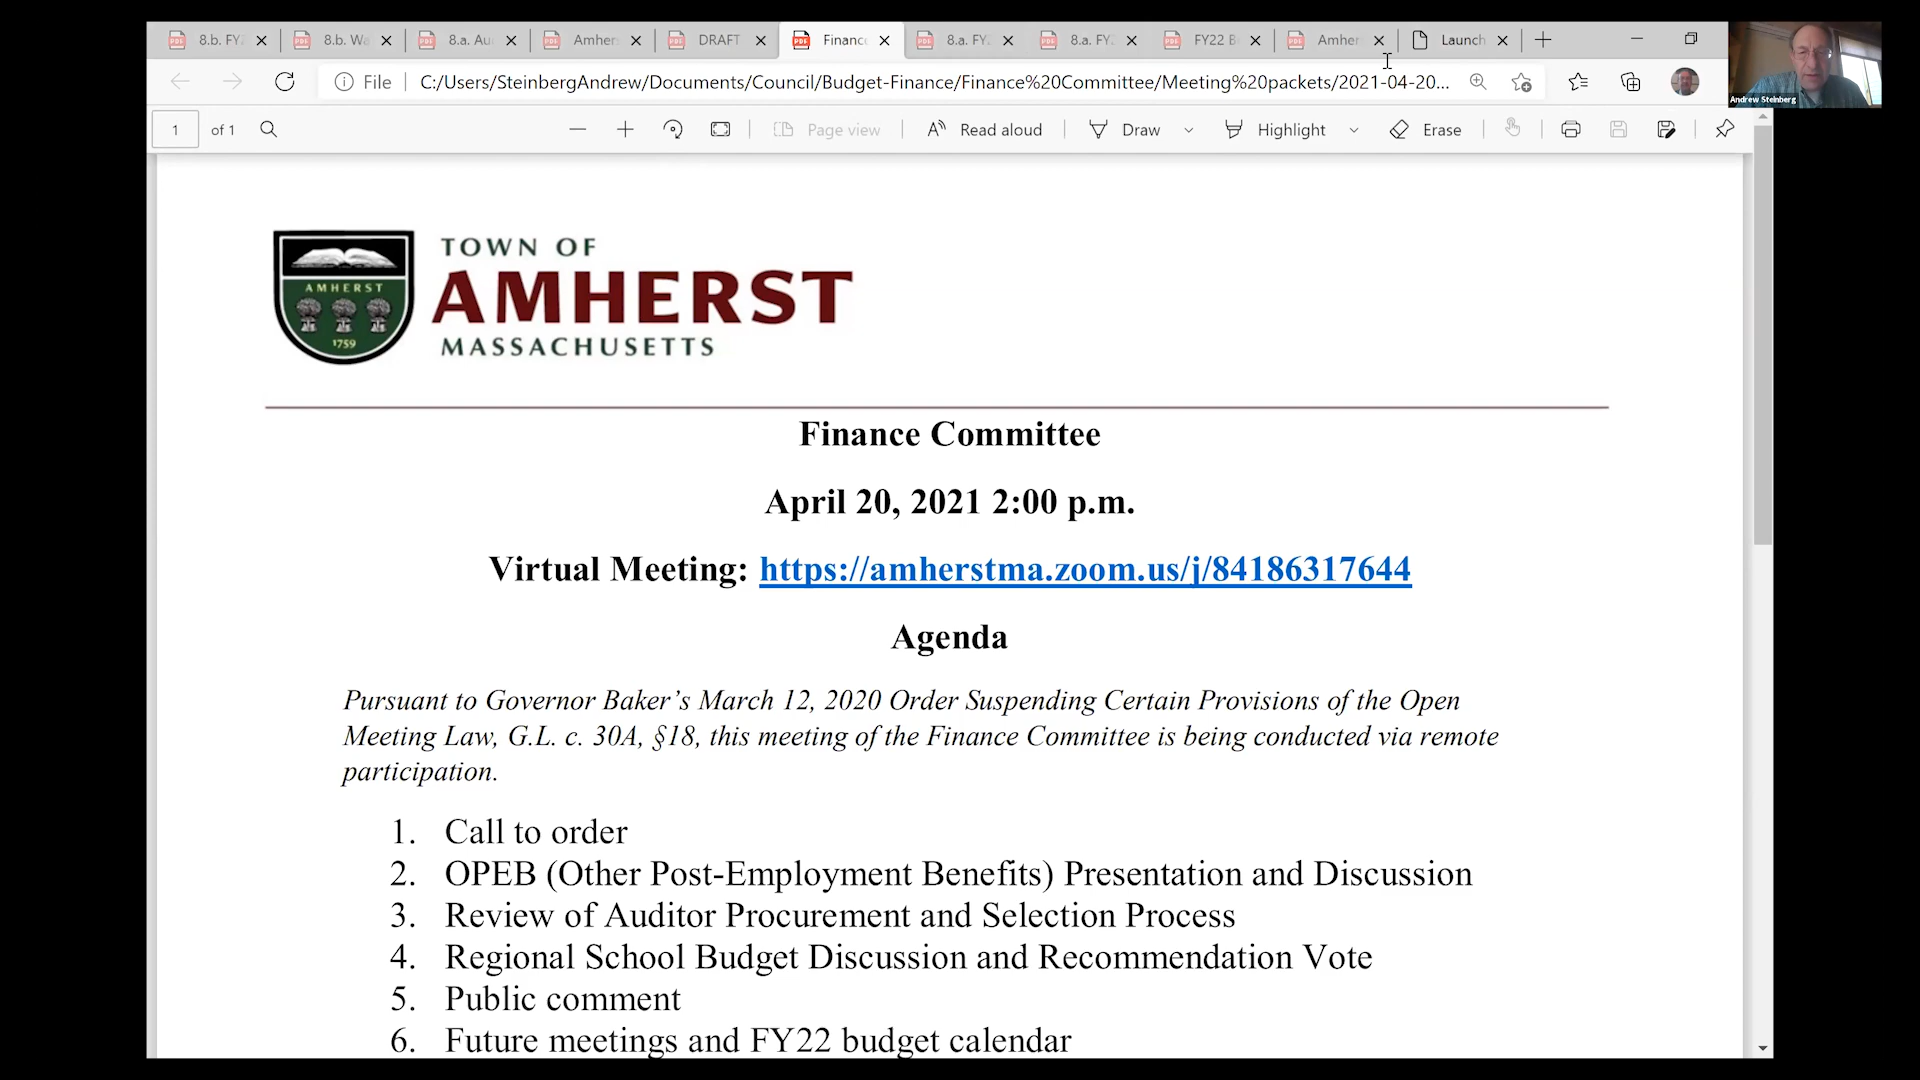 8.b. FY
8.b. Wa
8.a. Au
Amhers
DRAFT
Financ
8.a. FY
8.a. FY
FY22 B
Amher
Launch
File
C:/Users/SteinbergAndrew/Documents/Council/Budget-Finance/Finance%20Committee/Meeting%20packets/2021-04-20...
Andrew Steinberg
1 of 1
Page view
Read aloud
Draw
Highlight
Erase
AMHERST
1759
TOWN OF
AMHERST
MASSACHUSETTS
Finance Committee
April 20, 2021 2:00 p.m.
Virtual Meeting: https://amherstma.zoom.us/j/84186317644
Agenda
Pursuant to Governor Baker’s March 12, 2020 Order Suspending Certain Provisions of the Open
Meeting Law, G.L. c. 30A, §18, this meeting of the Finance Committee is being conducted via remote
participation.
1. Call to order
2. OPEB (Other Post-Employment Benefits) Presentation and Discussion
3. Review of Auditor Procurement and Selection Process
4. Regional School Budget Discussion and Recommendation Vote
5. Public comment
6. Future meetings and FY22 budget calendar